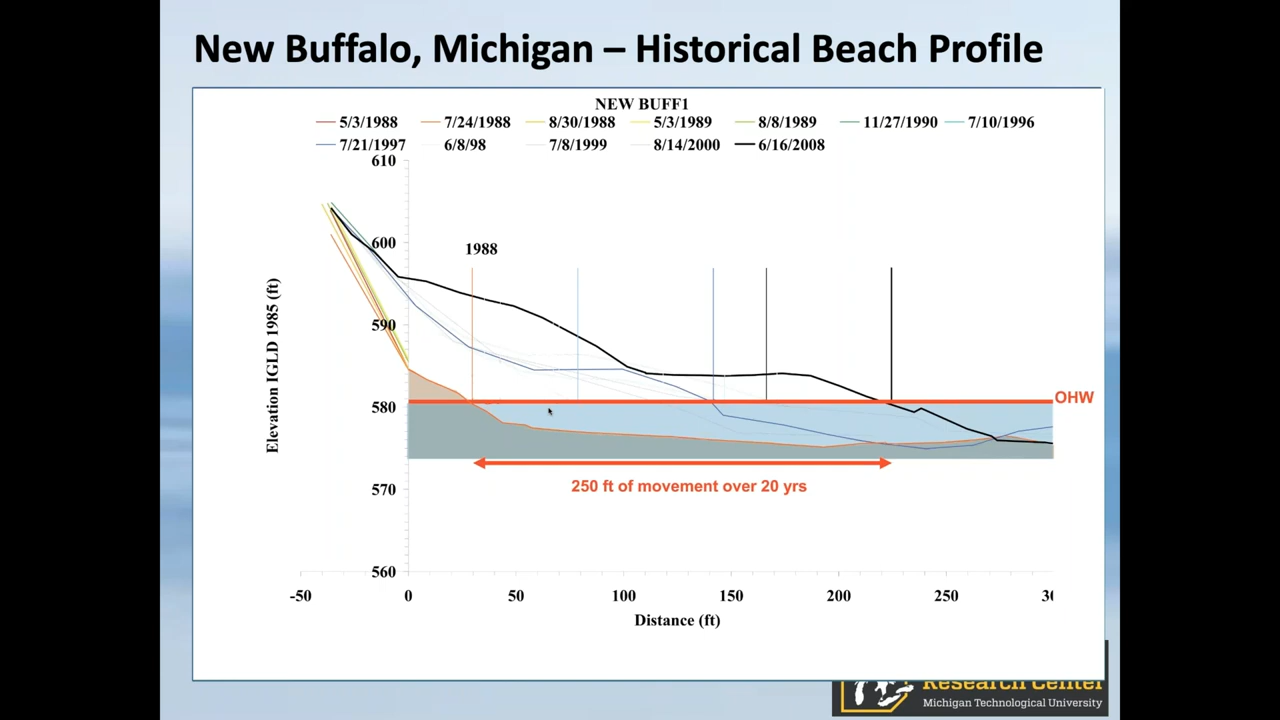 New Buffalo, Michigan – Historical Beach Profile
NEW BUFF1
5/3/1988 7/24/1988 8/30/1988 5/3/1989 8/8/1989 11/27/1990 7/10/1996
7/21/1997 6/8/98 7/8/1999 8/14/2000 6/16/2008
610
600
1988
590
Elevation IGLD 1985 (ft)
580
OHW
250 ft of movement over 20 yrs
570
560
-50 0 50 100 150 200 250 30
Distance (ft)
Research Center
Michigan Technological University